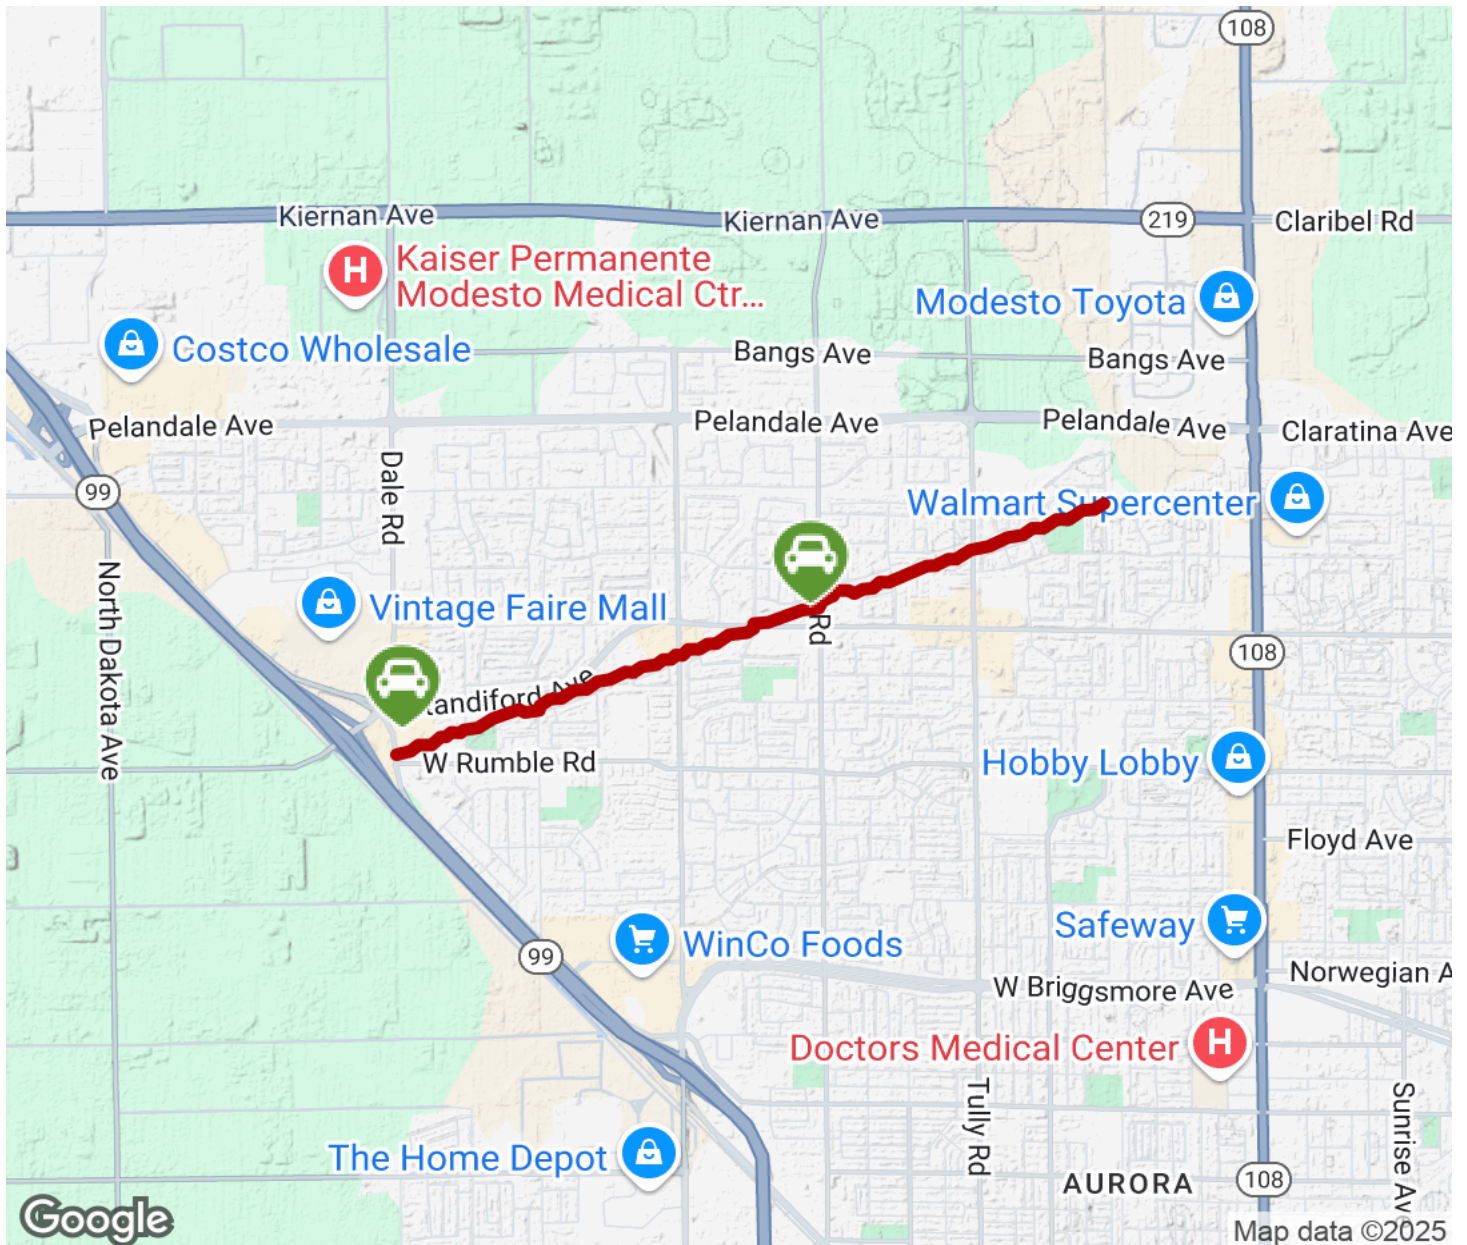 108
Kiernan Ave
Kiernan Ave
219
Claribel Rd
H
Kaiser Permanente
Modesto Medical Ctr...
Modesto Toyota
Costco Wholesale
Bangs Ave
Bangs Ave
Pelandale Ave
Pelandale Ave
Pelandale Ave
Claratina Ave
Dale Rd
99
Walmart Supercenter
North Dakota Ave
Vintage Faire Mall
Rd
108
tandiford Ave
W Rumble Rd
Hobby Lobby
Floyd Ave
Safeway
WinCo Foods
99
Norwegian A
W Briggsmore Ave
Doctors Medical Center
H
Tully Rd
Sunrise Av
The Home Depot
AURORA
108
Google
Map data ©2025